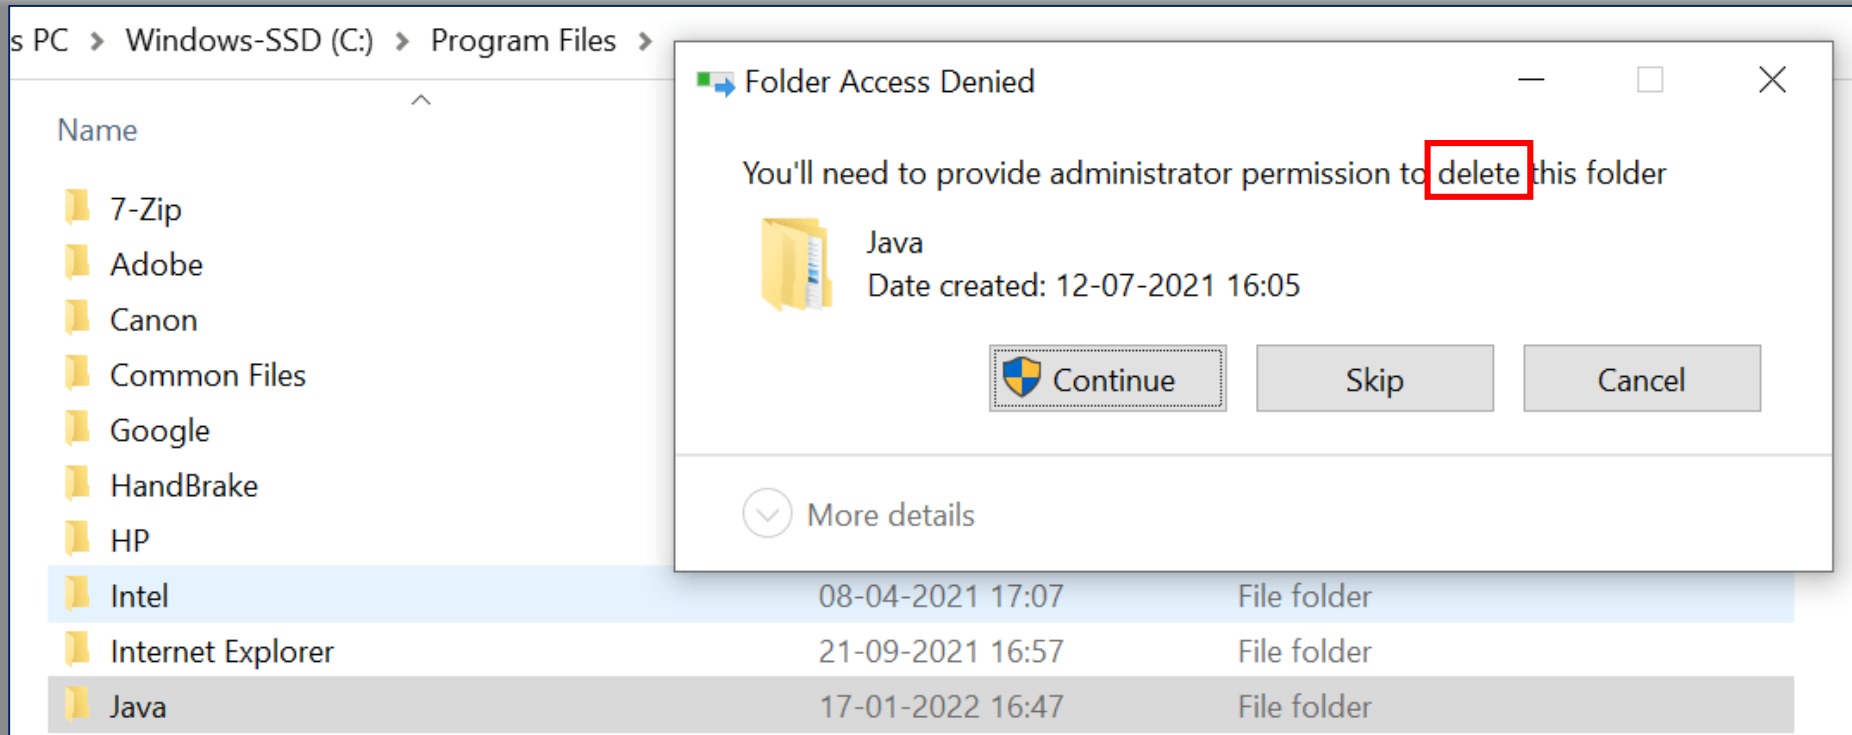 s PC > Windows-SSD (C:) > Program Files >
Name
7-Zip
Adobe
Canon
Common Files
Google
HandBrake
HP
Intel 08-04-2021 17:07 File folder
Internet Explorer 21-09-2021 16:57 File folder
Java 17-01-2022 16:47 File folder
Folder Access Denied
You'll need to provide administrator permission to delete this folder
Java
Date created: 12-07-2021 16:05
Continue Skip Cancel
More details